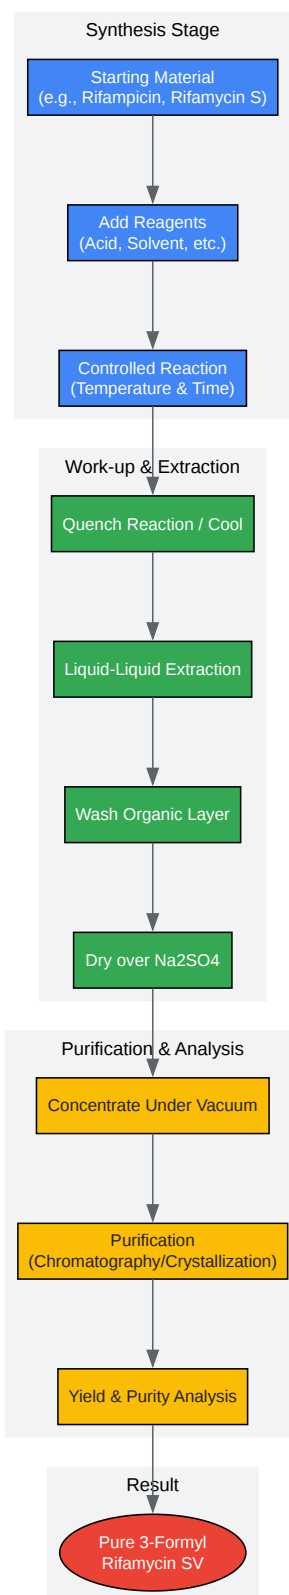 Synthesis Stage
Starting Material
(e.g., Rifampicin, Rifamycin S)
Add Reagents
(Acid, Solvent, etc.)
Controlled Reaction
(Temperature & Time)
Work-up & Extraction
Quench Reaction / Cool
Liquid-Liquid Extraction
Wash Organic Layer
Dry over Na2SO4
Purification & Analysis
Concentrate Under Vacuum
Purification
(Chromatography/Crystallization)
Yield & Purity Analysis
Result
Pure 3-Formyl
Rifamycin SV